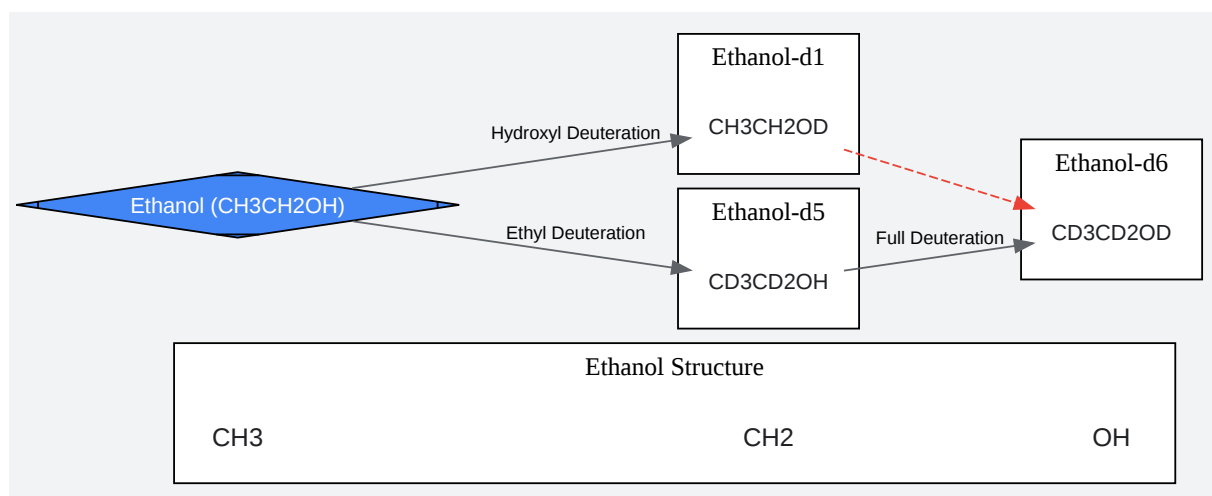 Ethanol-d1
CH3CH2OD
Hydroxyl Deuteration
Ethanol (CH3CH2OH)
Ethyl Deuteration
Ethanol-d5
CD3CD2OH
Full Deuteration
Ethanol-d6
CD3CD2OD
Ethanol Structure
CH3 CH2 OH